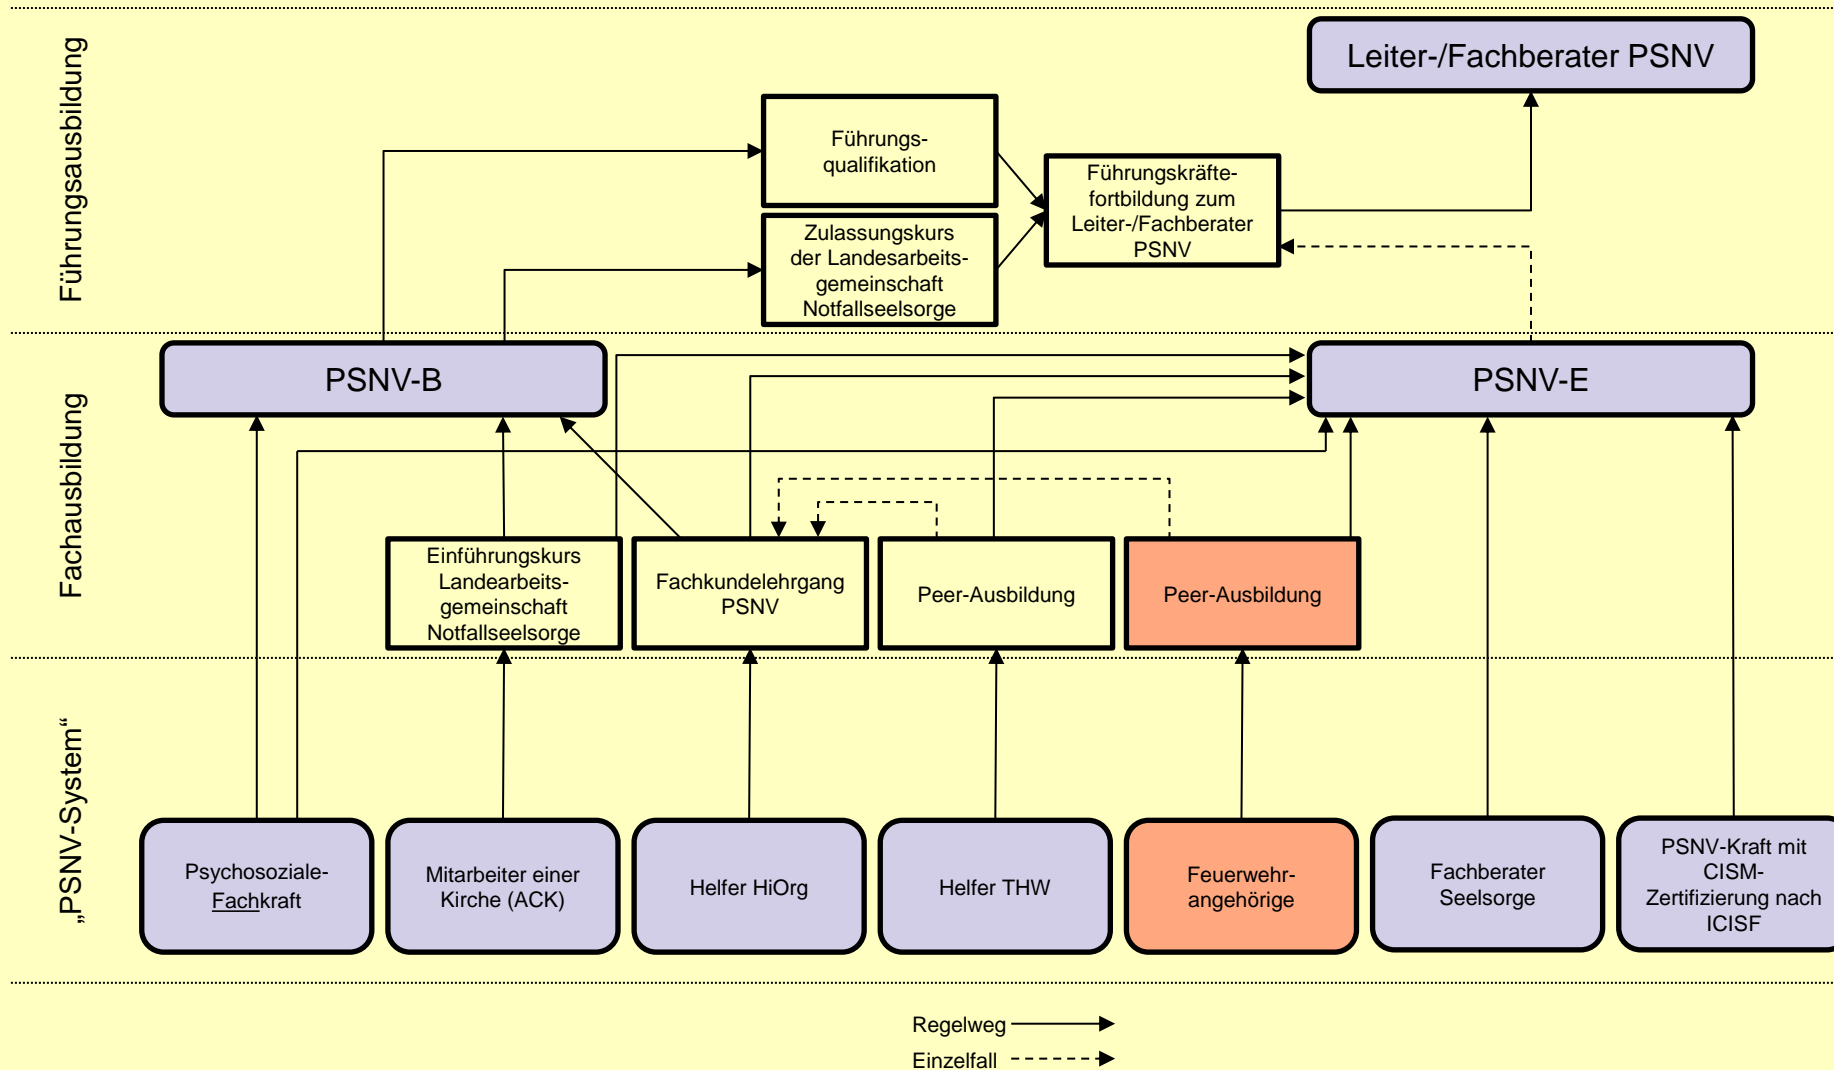 Führungsausbildung
Leiter-/Fachberater PSNV
Führungs-
qualifikation
Führungskräfte-
fortbildung zum
Leiter-/Fachberater
PSNV
Zulassungskurs
der Landesarbeits-
gemeinschaft
Notfallseelsorge
Fachausbildung
PSNV-B
PSNV-E
Einführungskurs
Landearbeits-
gemeinschaft
Notfallseelsorge
Fachkundelehrgang
PSNV
Peer-Ausbildung
Peer-Ausbildung
„PSNV-System“
Psychosoziale-
Fachkraft
Mitarbeiter einer
Kirche (ACK)
Helfer HiOrg
Helfer THW
Feuerwehr-
angehörige
Fachberater
Seelsorge
PSNV-Kraft mit
CISM-
Zertifizierung nach
ICISF
Regelweg
Einzelfall